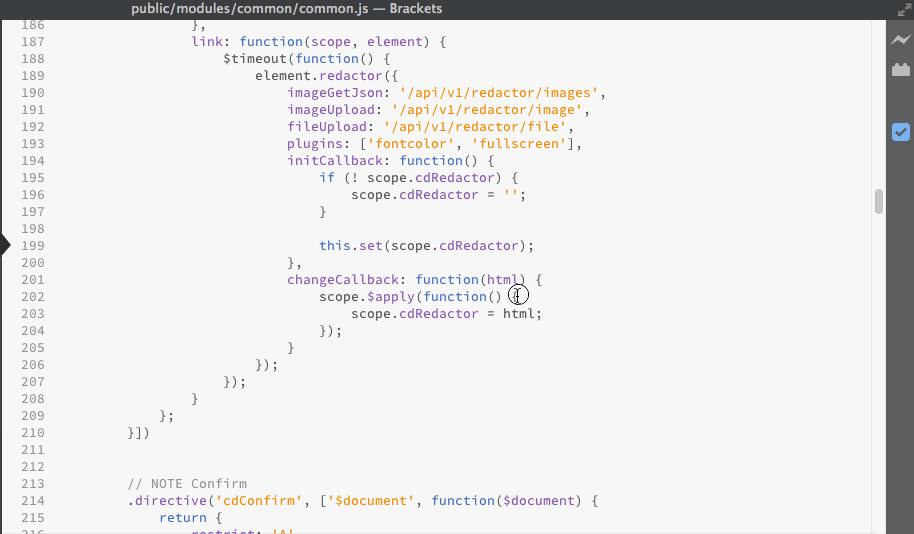 public/modules/common/common.js — Brackets
186 },
187 link: function(scope, element) {
188 $timeout(function() {
189 element.redactor({
190 imageGetJson: '/api/v1/redactor/images',
191 imageUpload: '/api/v1/redactor/image',
192 fileUpload: '/api/v1/redactor/file',
193 plugins: ['fontcolor', 'fullscreen'],
194 initCallback: function() {
195 if (! scope.cdRedactor) {
196 scope.cdRedactor = '';
197 }
198
199 this.set(scope.cdRedactor);
200 },
201 changeCallback: function(html) {
202 scope.$apply(function() {
203 scope.cdRedactor = html;
204 });
205 }
206 });
207 });
208 }
209 };
210 }])
211
212
213 // NOTE Confirm
214 .directive('cdConfirm', ['$document', function($document) {
215 return {
216 restrict: 'A'